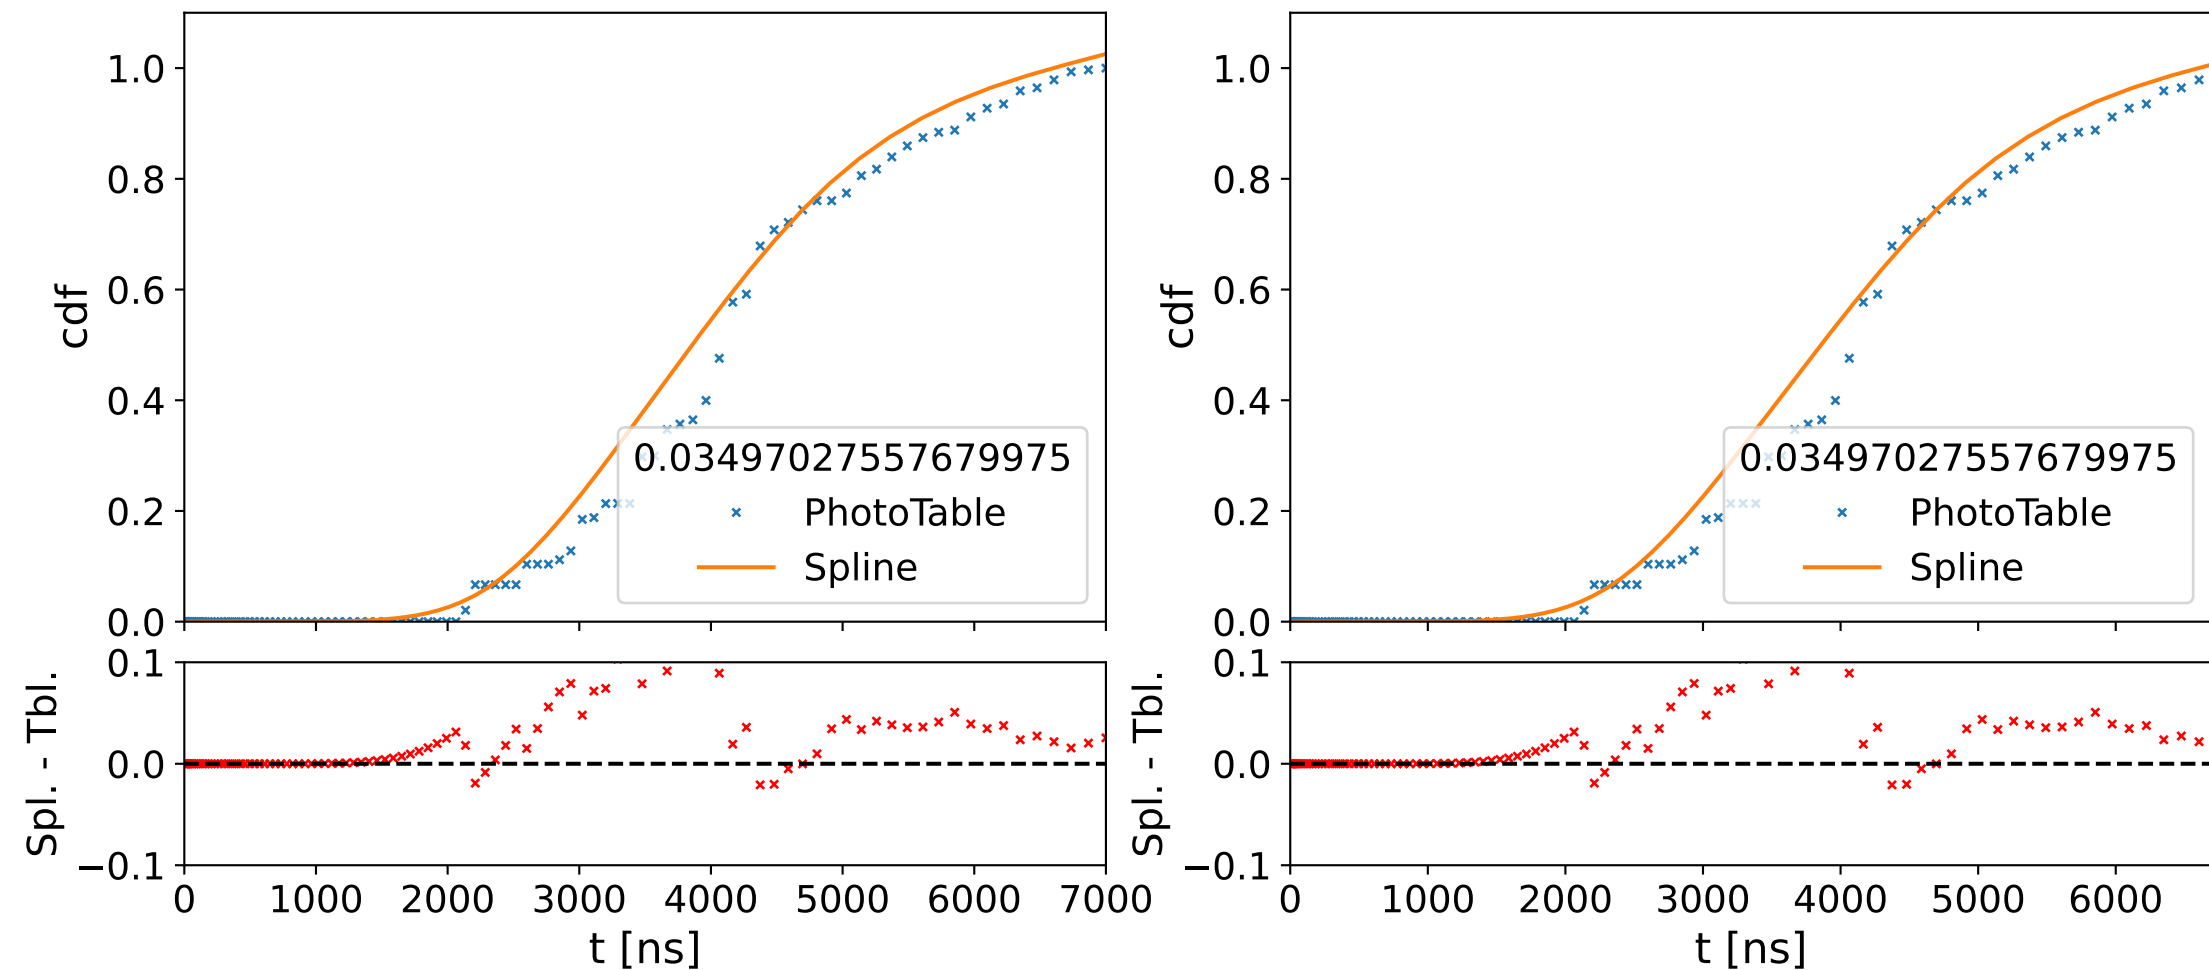 cdf
1.0
0.8
0.6
0.4
0.2
0.0
0.03497027557679975
PhotoTable
Spline
Spl. - Tbl.
0.1
0.0
−0.1
0 1000 2000 3000 4000 5000 6000 7000
t [ns]
cdf
1.0
0.8
0.6
0.4
0.2
0.0
0.03497027557679975
PhotoTable
Spline
Spl. - Tbl.
0.1
0.0
−0.1
0 1000 2000 3000 4000 5000 6000
t [ns]